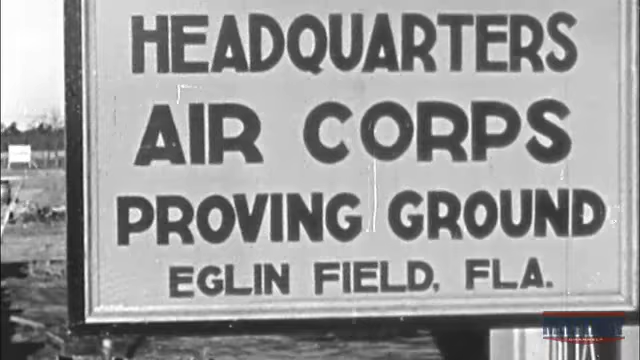 HEADQUARTERS
AIR CORPS
PROVING GROUND
EGLIN FIELD, FLA.